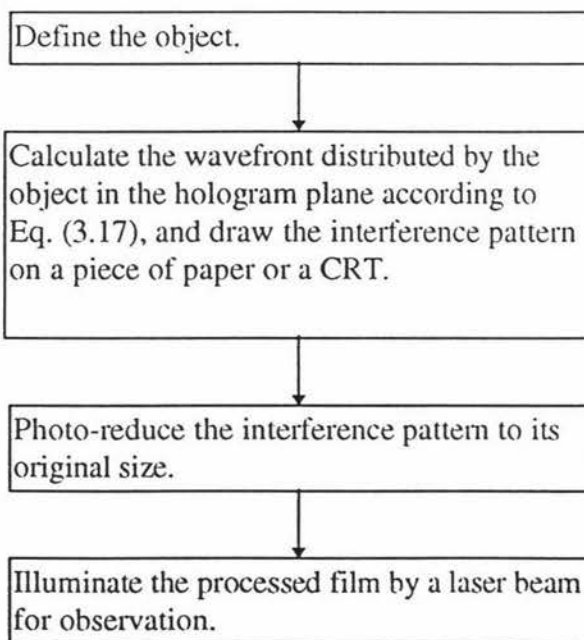 Define the object.
Calculate the wavefront distributed by the
object in the hologram plane according to
Eq. (3.17), and draw the interference pattern
on a piece of paper or a CRT.
Photo-reduce the interference pattern to its
original size.
Illuminate the processed film by a laser beam
for observation.